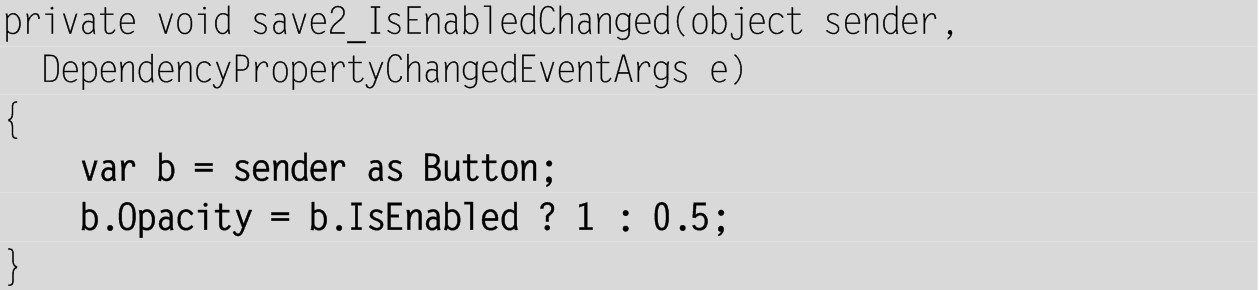 private void save2_IsEnabledChanged(object sender,
  DependencyPropertyChangedEventArgs e)
{
    var b = sender as Button;
    b.Opacity = b.IsEnabled ? 1 : 0.5;
}